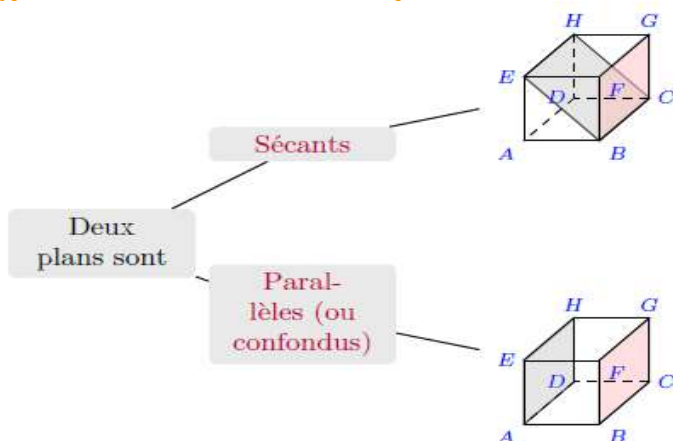 H G
E
D F C
A B
Sécants
Deux
plans sont
Paral-
lèles (ou
confondus)
H G
E
D F C
A B